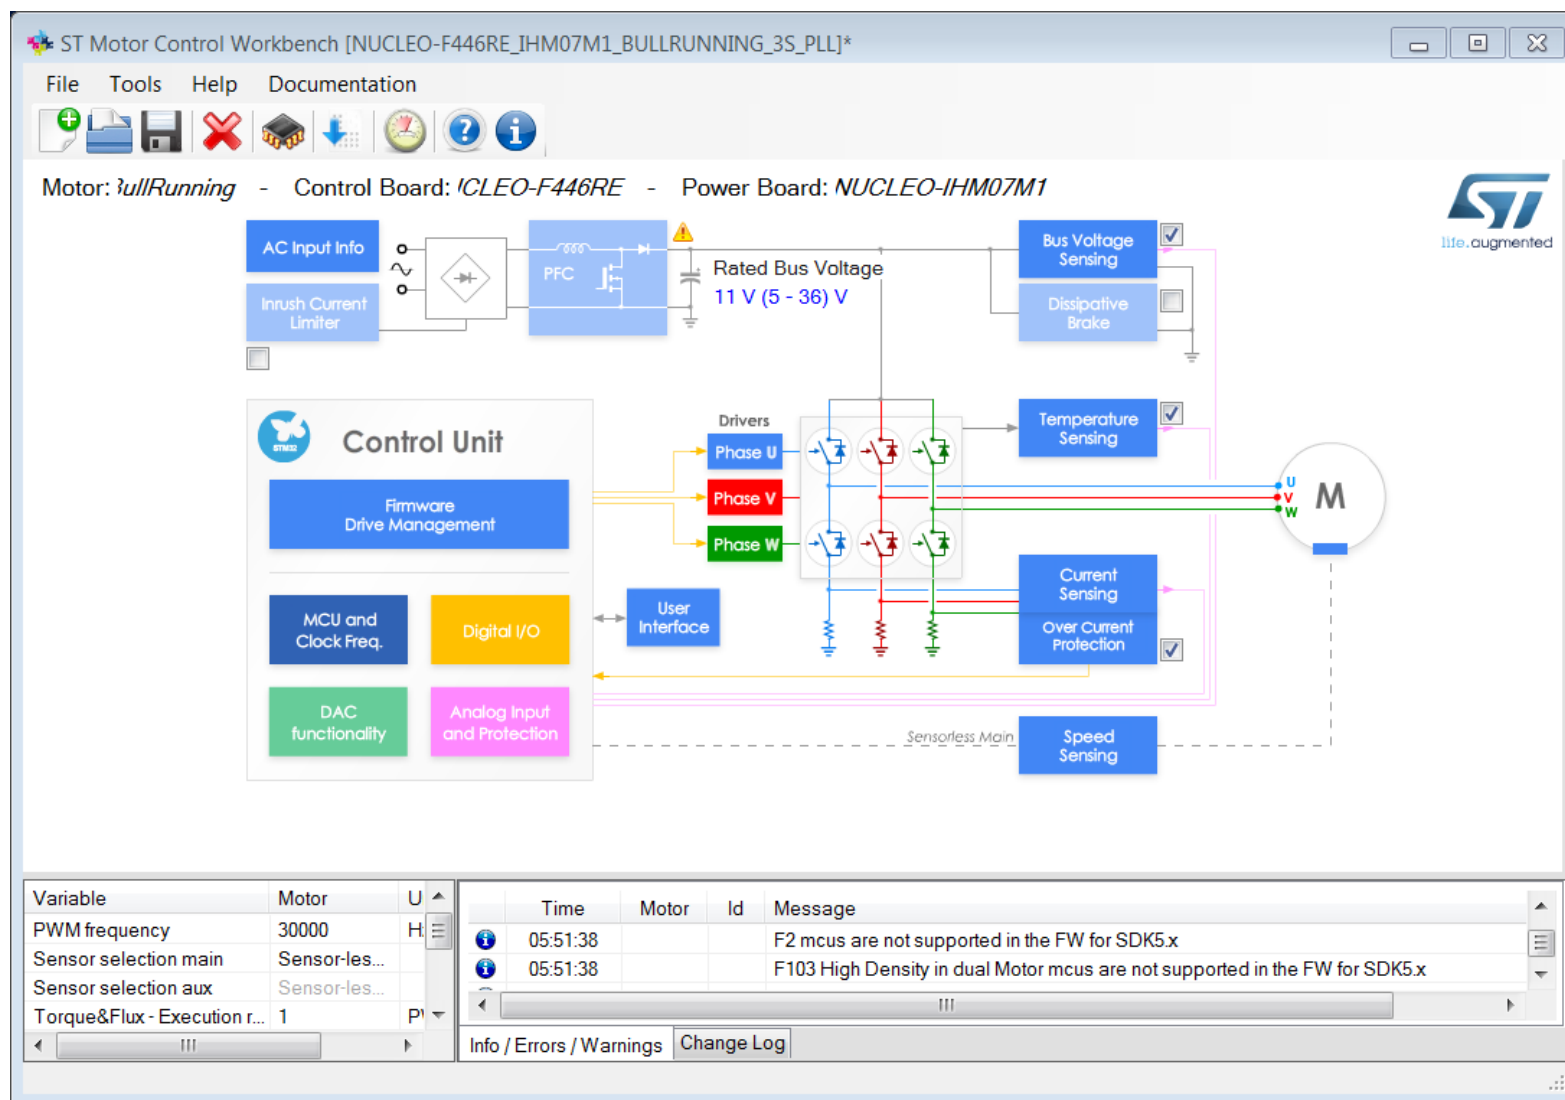 ST Motor Control Workbench [NUCLEO-F446RE_IHM07M1_BULLRUNNING_3S_PLL]*
File Tools Help Documentation
Motor: ullRunning - Control Board: CLEO-F446RE - Power Board: NUCLEO-IHM07M1
ST
life.augmented
AC Input Info
Inrush Current
Limiter
PFC
Rated Bus Voltage
11 V (5 - 36) V
Bus Voltage
Sensing
Dissipative
Brake
STM32
Control Unit
Firmware
Drive Management
MCU and
Clock Freq.
Digital I/O
DAC
functionality
Analog Input
and Protection
Drivers
Phase U
Phase V
Phase W
User
Interface
Temperature
Sensing
U
V
W
M
Current
Sensing
Over Current
Protection
Sensorless Main
Speed
Sensing
Variable Motor U
PWM frequency 30000 H
Sensor selection main Sensor-les...
Sensor selection aux Sensor-les...
Torque&Flux - Execution r... 1 P
Time Motor Id Message
05:51:38 F2 mcus are not supported in the FW for SDK5.x
05:51:38 F103 High Density in dual Motor mcus are not supported in the FW for SDK5.x
Info / Errors / Warnings Change Log